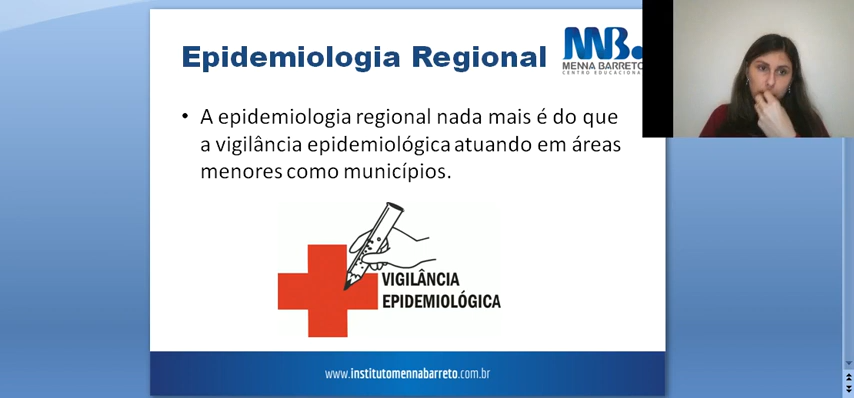 Epidemiologia Regional
MB.
MENNA BARRETO
CENTRO EDUCACIONAL
• A epidemiologia regional nada mais é do que
a vigilância epidemiológica atuando em áreas
menores como municípios.
VIGILÂNCIA
EPIDEMIOLÓGICA
www.institutomennabarreto.com.br